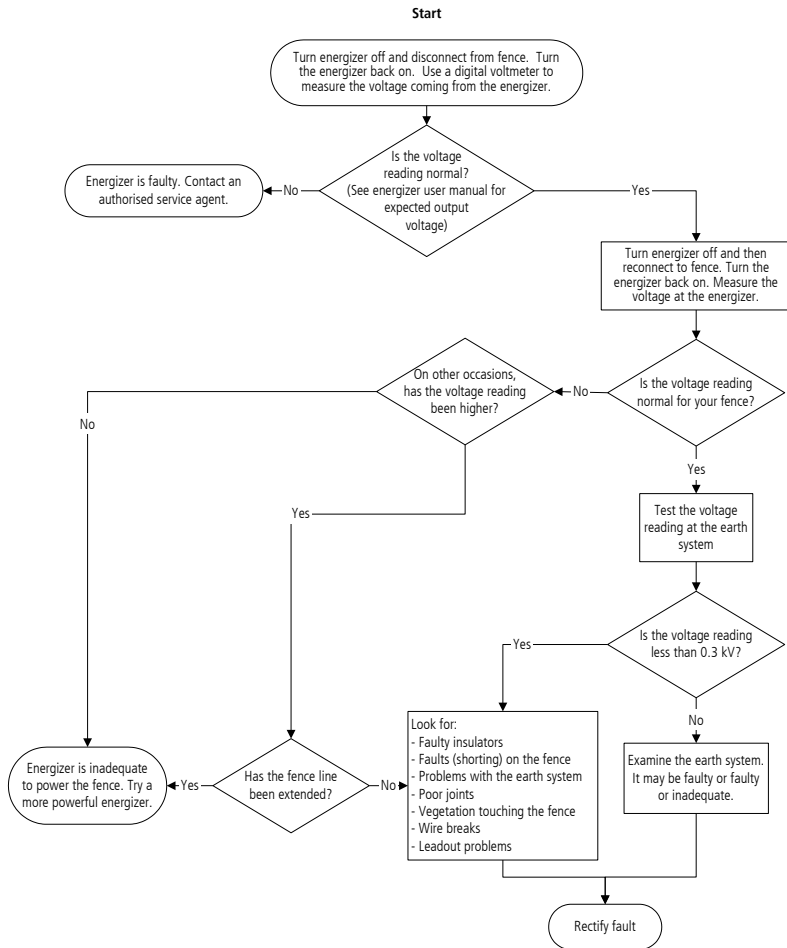 Start
Turn energizer off and disconnect from fence. Turn
the energizer back on. Use a digital voltmeter to
measure the voltage coming from the energizer.
Is the voltage
reading normal?
(See energizer user manual for
expected output
voltage)
No
Energizer is faulty. Contact an
authorised service agent.
Yes
Turn energizer off and then
reconnect to fence. Turn the
energizer back on. Measure the
voltage at the energizer.
Is the voltage reading
normal for your fence?
No
On other occasions,
has the voltage reading
been higher?
No
Yes
Yes
Test the voltage
reading at the earth
system
Is the voltage reading
less than 0.3 kV?
Yes
No
Look for:
- Faulty insulators
- Faults (shorting) on the fence
- Problems with the earth system
- Poor joints
- Vegetation touching the fence
- Wire breaks
- Leadout problems
Examine the earth system.
It may be faulty or faulty
or inadequate.
Has the fence line
been extended?
Yes
No
Energizer is inadequate
to power the fence. Try a
more powerful energizer.
Rectify fault